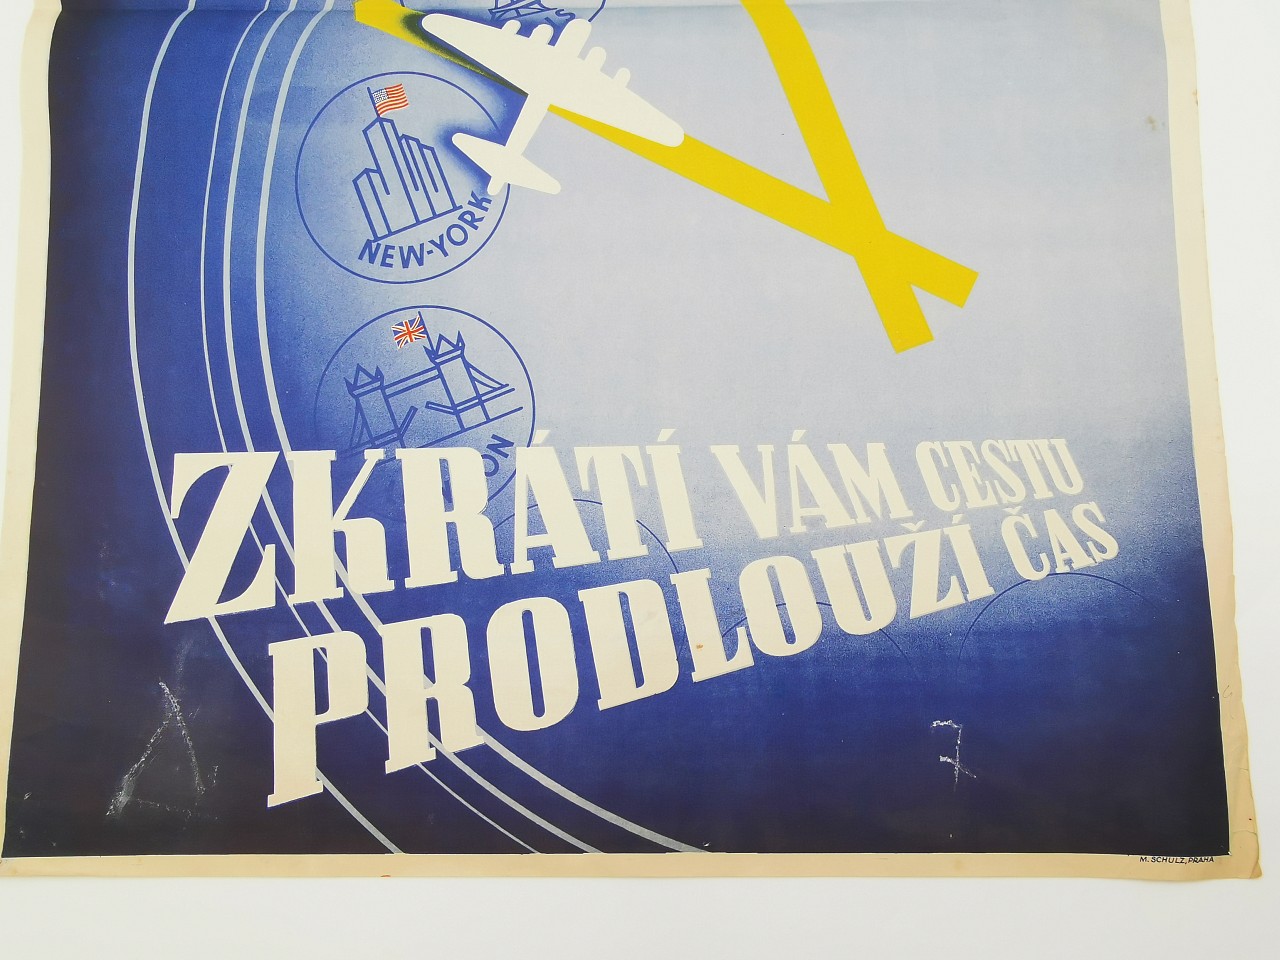 NEW-YORK
ZKRÁTÍ VÁM CESTU
PRODLOUŽÍ ČAS
M. SCHULZ, PRAHA